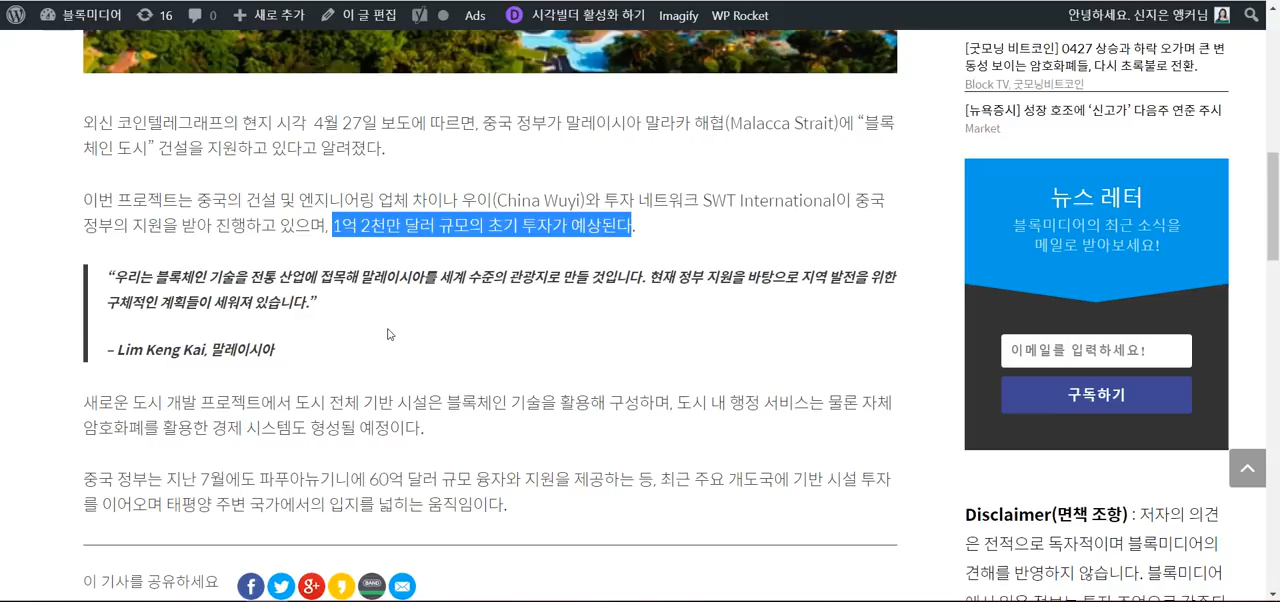 블록미디어 16 0 새로 추가 이 글 편집 Ads 시각빌더 활성화 하기 Imagify WP Rocket 안녕하세요. 신지은 앵커님
외신 코인텔레그래프의 현지 시각 4월 27일 보도에 따르면, 중국 정부가 말레이시아 말라카 해협(Malacca Strait)에 “블록
체인 도시” 건설을 지원하고 있다고 알려졌다.
이번 프로젝트는 중국의 건설 및 엔지니어링 업체 차이나 우이(China Wuyi)와 투자 네트워크 SWT International이 중국
정부의 지원을 받아 진행하고 있으며, 1억 2천만 달러 규모의 초기 투자가 예상된다.
“우리는 블록체인 기술을 전통 산업에 접목해 말레이시아를 세계 수준의 관광지로 만들 것입니다. 현재 정부 지원을 바탕으로 지역 발전을 위한
구체적인 계획들이 세워져 있습니다.”
– Lim Keng Kai, 말레이시아
새로운 도시 개발 프로젝트에서 도시 전체 기반 시설은 블록체인 기술을 활용해 구성하며, 도시 내 행정 서비스는 물론 자체
암호화폐를 활용한 경제 시스템도 형성될 예정이다.
중국 정부는 지난 7월에도 파푸아뉴기니에 60억 달러 규모 융자와 지원을 제공하는 등, 최근 주요 개도국에 기반 시설 투자
를 이어오며 태평양 주변 국가에서의 입지를 넓히는 움직임이다.
이 기사를 공유하세요
BAND
[굿모닝 비트코인] 0427 상승과 하락 오가며 큰 변
동성 보이는 암호화폐들, 다시 초록불로 전환.
Block TV, 굿모닝비트코인
[뉴욕증시] 성장 호조에 ‘신고가’ 다음주 연준 주시
Market
뉴스 레터
블록미디어의 최근 소식을
메일로 받아보세요!
이메일를 입력하세요!
구독하기
Disclaimer(면책 조항) : 저자의 의견
은 전적으로 독자적이며 블록미디어의
견해를 반영하지 않습니다. 블록미디어